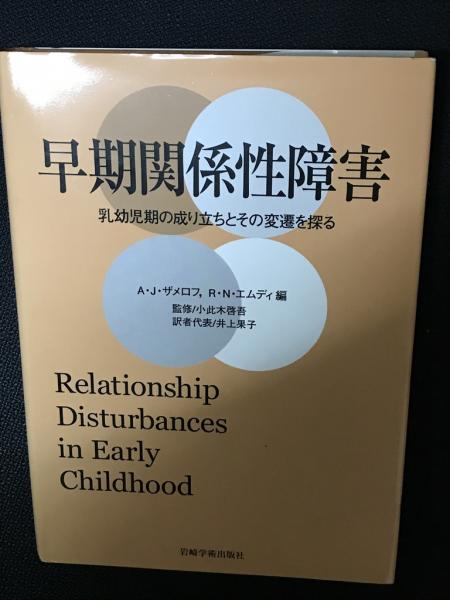 早期関係性障害
乳幼児期の成り立ちとその変遷を探る
A・J・ザメロフ, R・N・エムディ 編
監修/小此木啓吾
訳者代表/井上果子
Relationship
Disturbances
in Early
Childhood
岩崎学術出版社